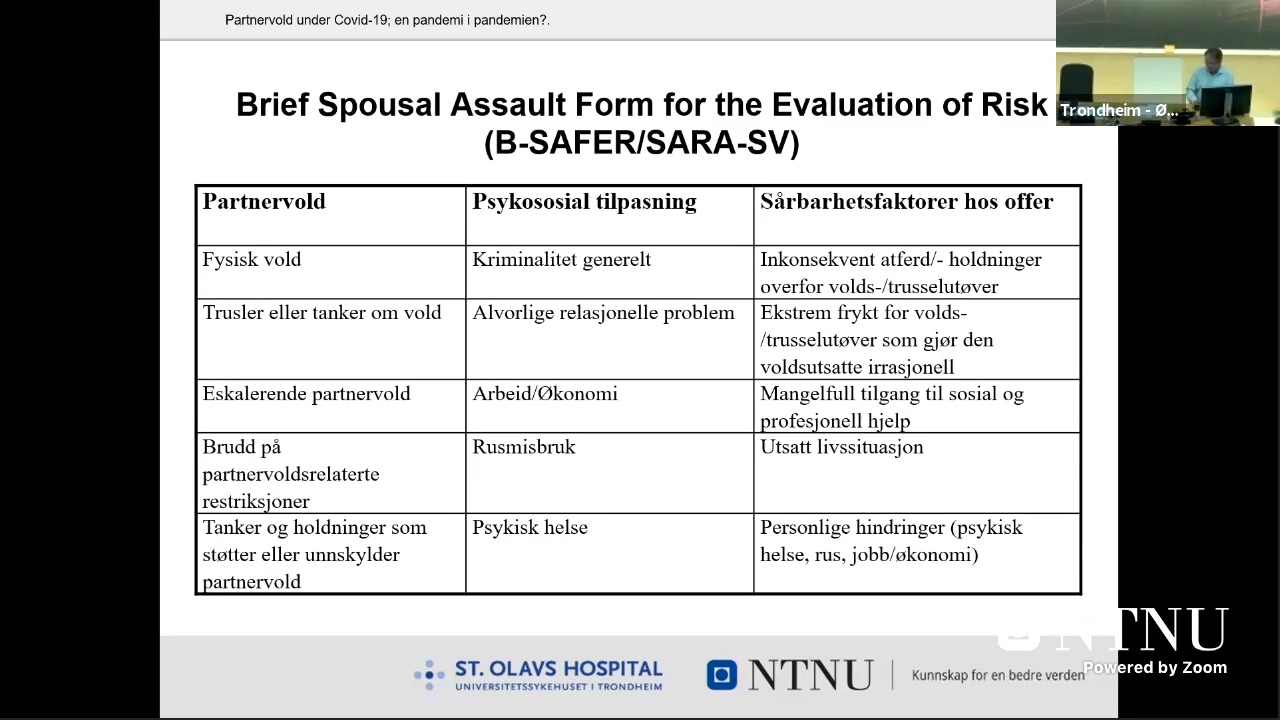 Partnervold under Covid-19; en pandemi i pandemien?.
Brief Spousal Assault Form for the Evaluation of Risk
(B-SAFER/SARA-SV)
Trondheim - Ø...
Partnervold
Psykososial tilpasning
Sårbarhetsfaktorer hos offer
Fysisk vold
Kriminalitet generelt
Inkonsekvent atferd/- holdninger
overfor volds-/trusselutøver
Trusler eller tanker om vold
Alvorlige relasjonelle problem
Ekstrem frykt for volds-
/trusselutøver som gjør den
voldsutsatte irrasjonell
Eskalerende partnervold
Arbeid/Økonomi
Mangelfull tilgang til sosial og
profesjonell hjelp
Brudd på
partnervoldsrelaterte
restriksjoner
Rusmisbruk
Utsatt livssituasjon
Tanker og holdninger som
støtter eller unnskylder
partnervold
Psykisk helse
Personlige hindringer (psykisk
helse, rus, jobb/økonomi)
NTNU
Powered by Zoom
ST. OLAVS HOSPITAL
UNIVERSITETSSYKEHUSET I TRONDHEIM
NTNU
Kunnskap for en bedre verden